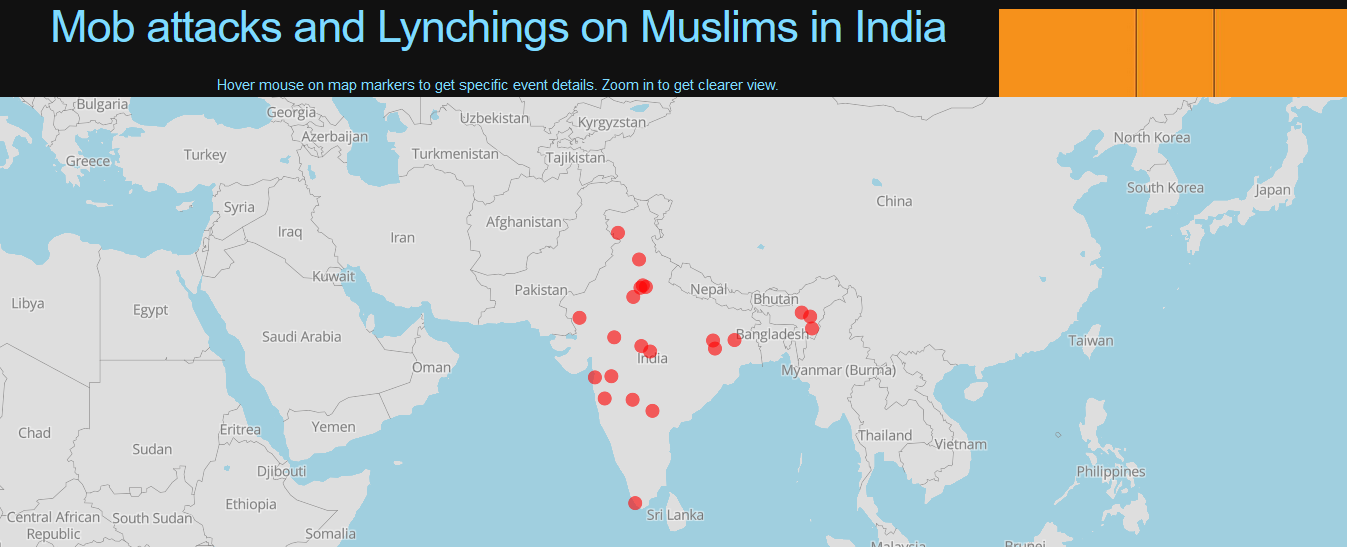 Mob attacks and Lynchings on Muslims in India
Hover mouse on map markers to get specific event details. Zoom in to get clearer view.
Bulgaria
Georgia
Uzbekistan
Kyrgyzstan
Azerbaijan
North Korea
Greece
Turkey
Turkmenistan
Tajikistan
South Korea
Japan
Syria
China
Afghanistan
Iraq
Iran
Kuwait
Pakistan
Nepal
Bhutan
Libya
Egypt
Saudi Arabia
Bangladesh
Taiwan
India
Oman
Myanmar (Burma)
Chad
Eritrea
Yemen
Sudan
Thailand
Vietnam
Djibouti
Philippines
Ethiopia
Central African
Republic
South Sudan
Sri Lanka
Somalia
Malaysia
Brunei